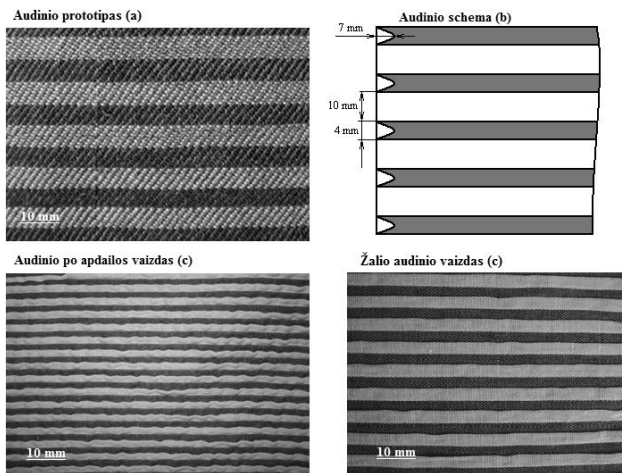 Audinio prototipas (a)
Audinio schema (b)
7 mm
10 mm
4 mm
10 mm
Audinio po apdailos vaizdas (c)
Žalio audinio vaizdas (c)
10 mm
10 mm